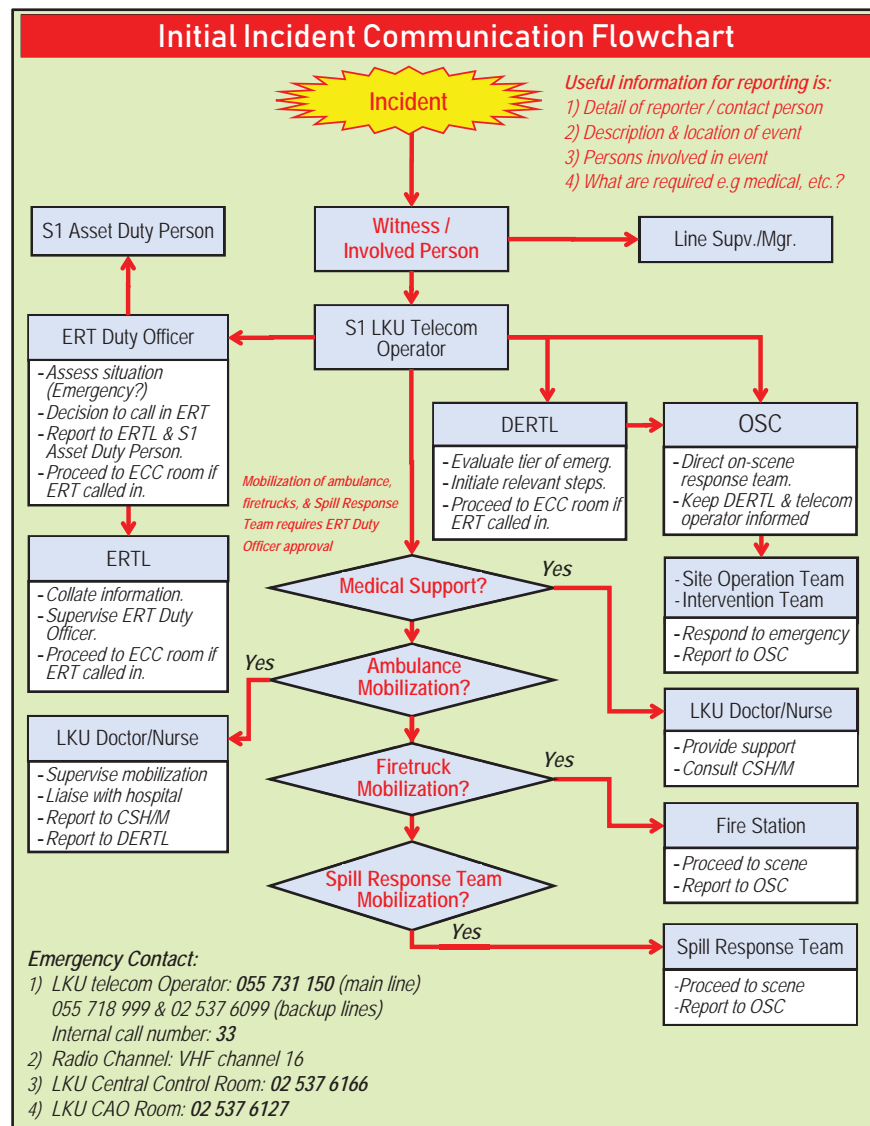 Initial Incident Communication Flowchart
Incident
Useful information for reporting is:
1) Detail of reporter / contact person
2) Description & location of event
3) Persons involved in event
4) What are required e.g medical, etc.?
S1 Asset Duty Person
Witness /
Involved Person
Line Supv./Mgr.
ERT Duty Officer
- Assess situation
(Emergency?)
- Decision to call in ERT
- Report to ERTL & S1
Asset Duty Person.
- Proceed to ECC room if
ERT called in.
S1 LKU Telecom
Operator
DERTL
- Evaluate tier of emerg.
- Initiate relevant steps.
- Proceed to ECC room if
ERT called in.
OSC
- Direct on-scene
response team.
- Keep DERTL & telecom
operator informed
Mobilization of ambulance,
firetrucks, & Spill Response
Team requires ERT Duty
Officer approval
ERTL
- Collate information.
- Supervise ERT Duty
Officer.
- Proceed to ECC room if
ERT called in.
Medical Support?
Yes
- Site Operation Team
- Intervention Team
- Respond to emergency
- Report to OSC
Yes
Ambulance
Mobilization?
LKU Doctor/Nurse
- Supervise mobilization
- Liaise with hospital
- Report to CSH/M
- Report to DERTL
LKU Doctor/Nurse
- Provide support
- Consult CSH/M
Firetruck
Mobilization?
Yes
Fire Station
- Proceed to scene
- Report to OSC
Spill Response Team
Mobilization?
Yes
Spill Response Team
-Proceed to scene
-Report to OSC
Emergency Contact:
1) LKU telecom Operator: 055 731 150 (main line)
055 718 999 & 02 537 6099 (backup lines)
Internal call number: 33
2) Radio Channel: VHF channel 16
3) LKU Central Control Room: 02 537 6166
4) LKU CAO Room: 02 537 6127